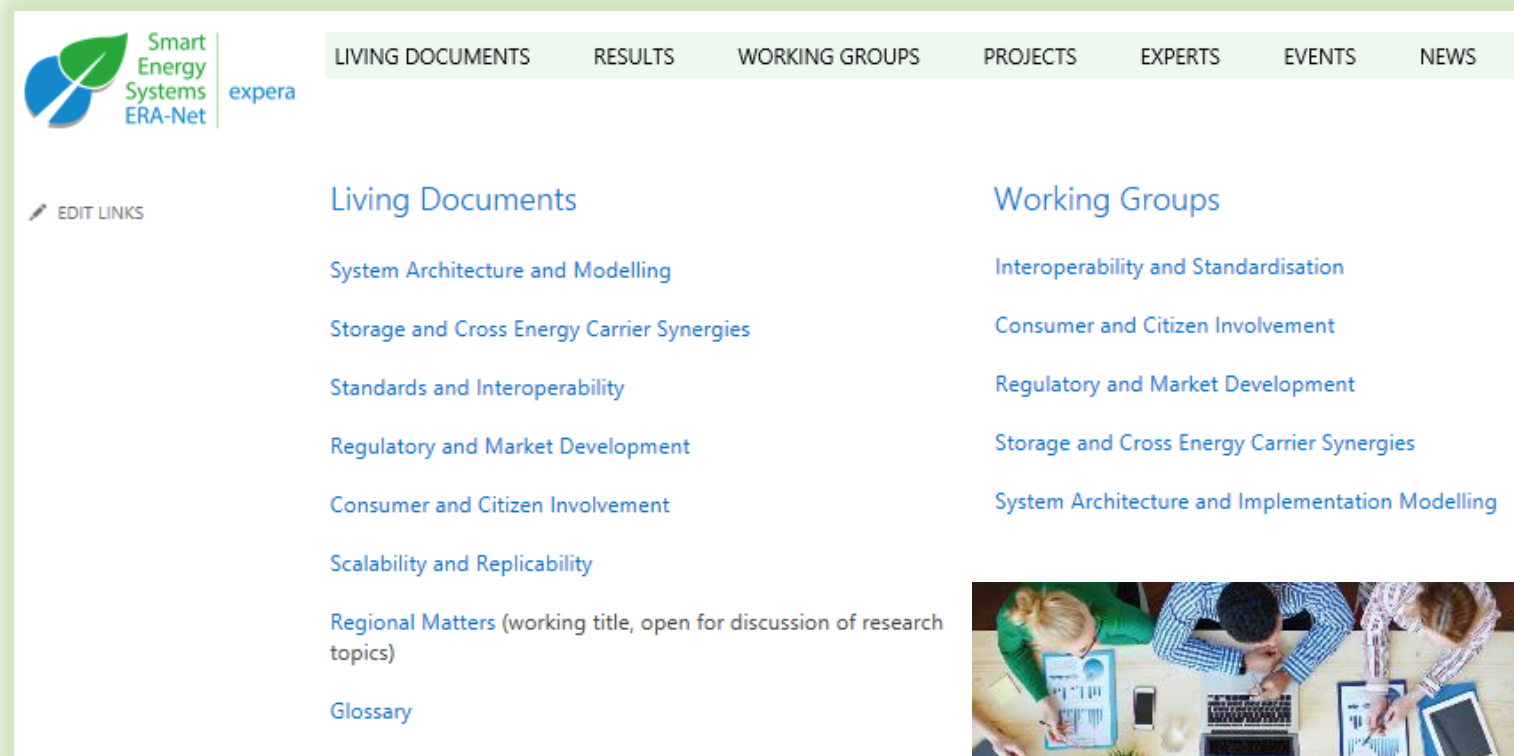 Smart
Energy
Systems
ERA-Net
expera
LIVING DOCUMENTS RESULTS WORKING GROUPS PROJECTS EXPERTS EVENTS NEWS
EDIT LINKS
Living Documents
System Architecture and Modelling
Storage and Cross Energy Carrier Synergies
Standards and Interoperability
Regulatory and Market Development
Consumer and Citizen Involvement
Scalability and Replicability
Regional Matters (working title, open for discussion of research
topics)
Glossary
Working Groups
Interoperability and Standardisation
Consumer and Citizen Involvement
Regulatory and Market Development
Storage and Cross Energy Carrier Synergies
System Architecture and Implementation Modelling